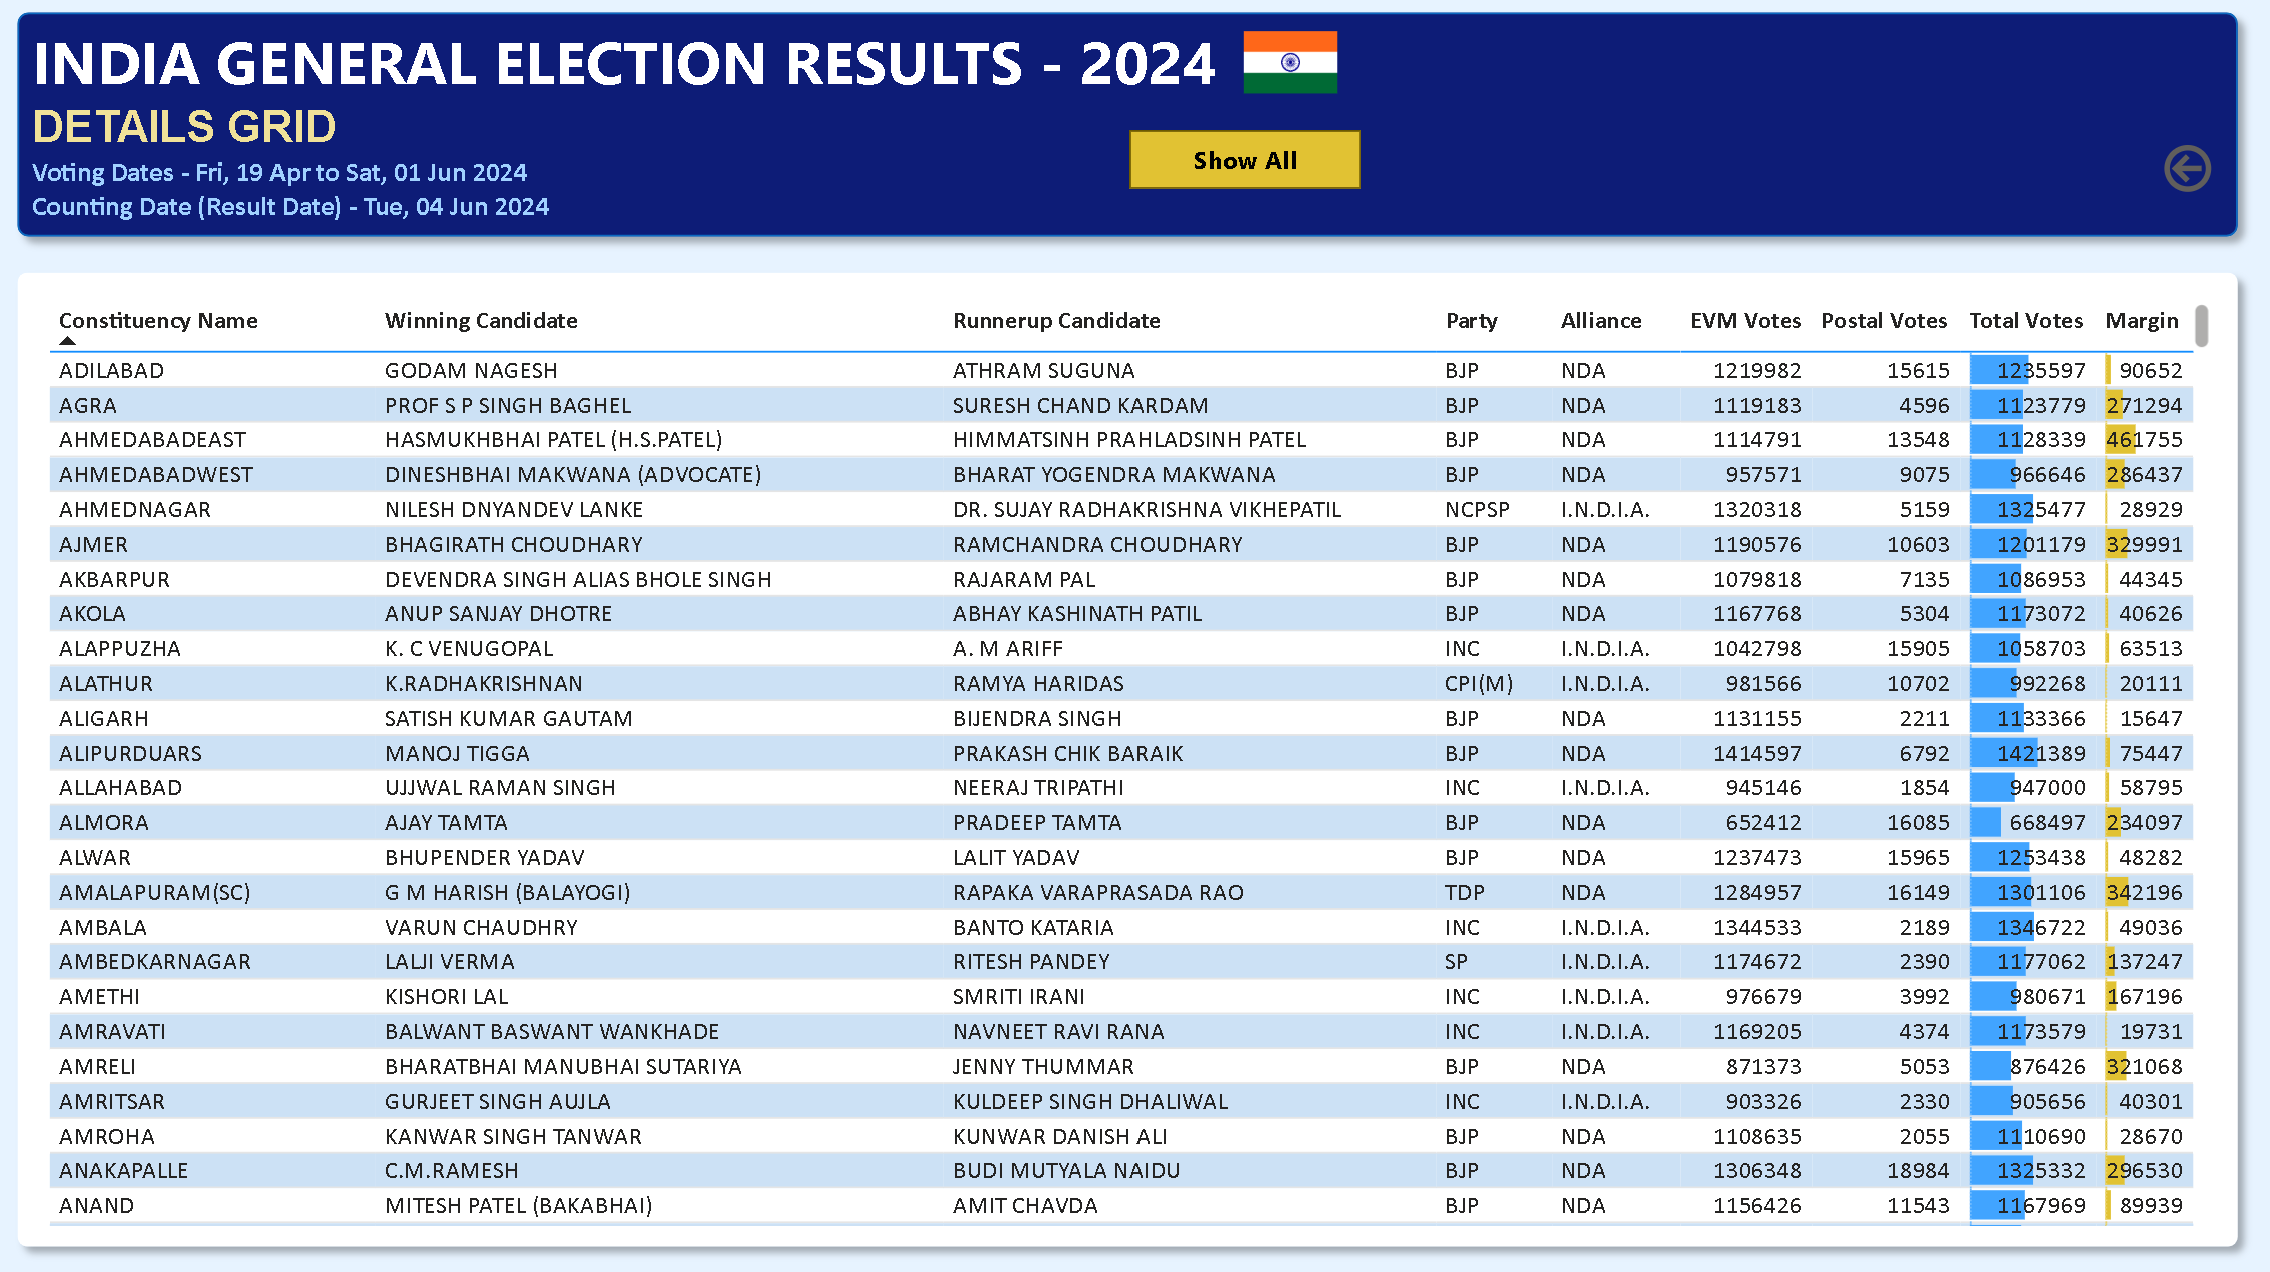 INDIA GENERAL ELECTION RESULTS - 2024
DETAILS GRID
Show All
Voting Dates - Fri, 19 Apr to Sat, 01 Jun 2024
Counting Date (Result Date) - Tue, 04 Jun 2024
Constituency Name Winning Candidate Runnerup Candidate Party Alliance EVM Votes Postal Votes Total Votes Margin
ADILABAD GODAM NAGESH ATHRAM SUGUNA BJP NDA 1219982 15615 1235597 90652
AGRA PROF S P SINGH BAGHEL SURESH CHAND KARDAM BJP NDA 1119183 4596 1123779 271294
AHMEDABADEAST HASMUKHBHAI PATEL (H.S.PATEL) HIMMATSINH PRAHLADSINH PATEL BJP NDA 1114791 13548 1128339 461755
AHMEDABADWEST DINESHBHAI MAKWANA (ADVOCATE) BHARAT YOGENDRA MAKWANA BJP NDA 957571 9075 966646 286437
AHMEDNAGAR NILESH DNYANDEV LANKE DR. SUJAY RADHAKRISHNA VIKHEPATIL NCPSP I.N.D.I.A. 1320318 5159 1325477 28929
AJMER BHAGIRATH CHOUDHARY RAMCHANDRA CHOUDHARY BJP NDA 1190576 10603 1201179 329991
AKBARPUR DEVENDRA SINGH ALIAS BHOLE SINGH RAJARAM PAL BJP NDA 1079818 7135 1086953 44345
AKOLA ANUP SANJAY DHOTRE ABHAY KASHINATH PATIL BJP NDA 1167768 5304 1173072 40626
ALAPPUZHA K. C VENUGOPAL A. M ARIFF INC I.N.D.I.A. 1042798 15905 1058703 63513
ALATHUR K.RADHAKRISHNAN RAMYA HARIDAS CPI(M) I.N.D.I.A. 981566 10702 992268 20111
ALIGARH SATISH KUMAR GAUTAM BIJENDRA SINGH BJP NDA 1131155 2211 1133366 15647
ALIPURDUARS MANOJ TIGGA PRAKASH CHIK BARAIK BJP NDA 1414597 6792 1421389 75447
ALLAHABAD UJJWAL RAMAN SINGH NEERAJ TRIPATHI INC I.N.D.I.A. 945146 1854 947000 58795
ALMORA AJAY TAMTA PRADEEP TAMTA BJP NDA 652412 16085 668497 234097
ALWAR BHUPENDER YADAV LALIT YADAV BJP NDA 1237473 15965 1253438 48282
AMALAPURAM(SC) G M HARISH (BALAYOGI) RAPAKA VARAPRASADA RAO TDP NDA 1284957 16149 1301106 342196
AMBALA VARUN CHAUDHRY BANTO KATARIA INC I.N.D.I.A. 1344533 2189 1346722 49036
AMBEDKARNAGAR LALJI VERMA RITESH PANDEY SP I.N.D.I.A. 1174672 2390 1177062 137247
AMETHI KISHORI LAL SMRITI IRANI INC I.N.D.I.A. 976679 3992 980671 167196
AMRAVATI BALWANT BASWANT WANKHADE NAVNEET RAVI RANA INC I.N.D.I.A. 1169205 4374 1173579 19731
AMRELI BHARATBHAI MANUBHAI SUTARIYA JENNY THUMMAR BJP NDA 871373 5053 876426 321068
AMRITSAR GURJEET SINGH AUJLA KULDEEP SINGH DHALIWAL INC I.N.D.I.A. 903326 2330 905656 40301
AMROHA KANWAR SINGH TANWAR KUNWAR DANISH ALI BJP NDA 1108635 2055 1110690 28670
ANAKAPALLE C.M.RAMESH BUDI MUTYALA NAIDU BJP NDA 1306348 18984 1325332 296530
ANAND MITESH PATEL (BAKABHAI) AMIT CHAVDA BJP NDA 1156426 11543 1167969 89939